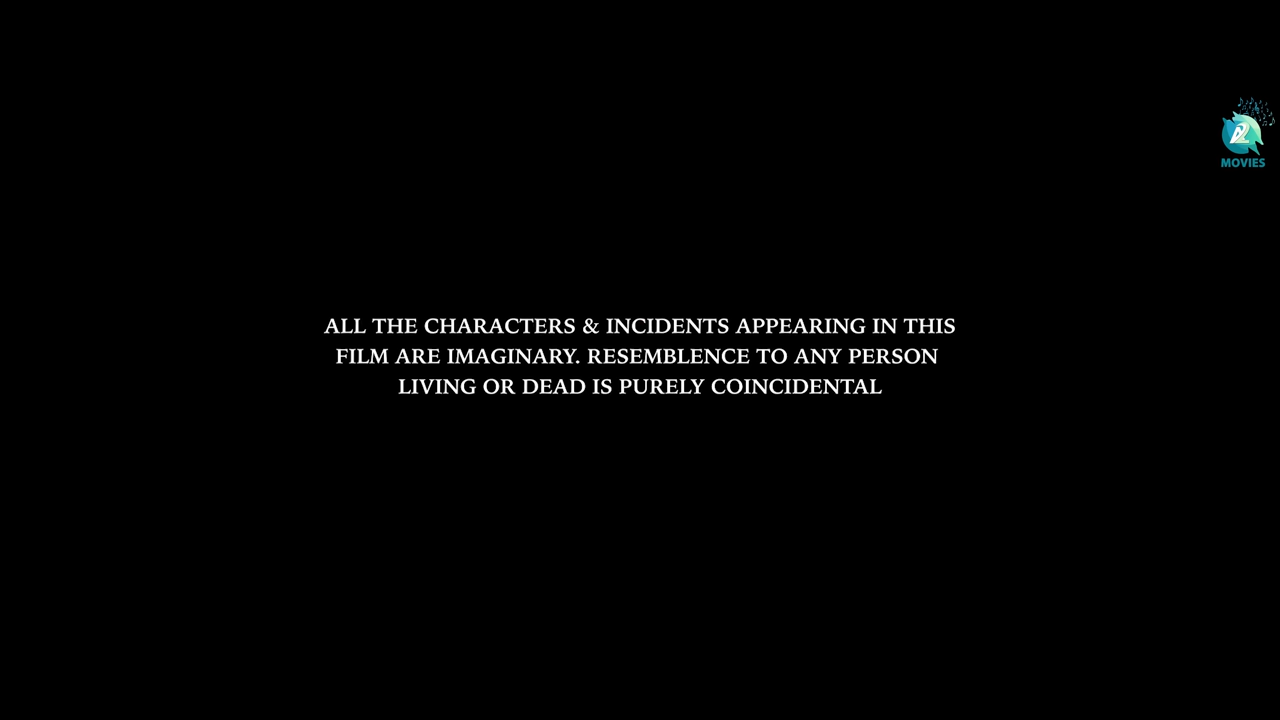 ALL THE CHARACTERS & INCIDENTS APPEARING IN THIS
FILM ARE IMAGINARY. RESEMBLENCE TO ANY PERSON
LIVING OR DEAD IS PURELY COINCIDENTAL
MOVIES